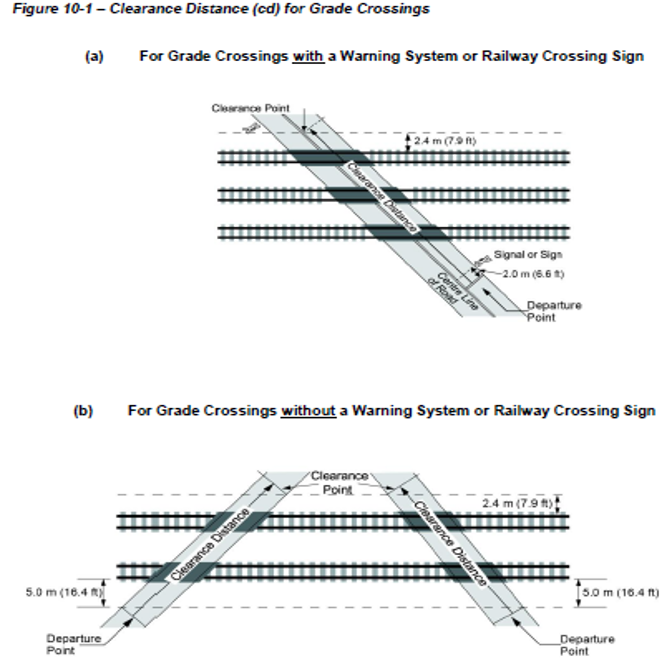 Figure 10-1 – Clearance Distance (cd) for Grade Crossings
(a) For Grade Crossings with a Warning System or Railway Crossing Sign
Clearance Point
2.4 m (7.9 ft)
Clearance Distance
Signal or Sign
2.0 m (6.6 ft)
Centre Line
of Road
Departure
Point
(b) For Grade Crossings without a Warning System or Railway Crossing Sign
Clearance
Point
2.4 m (7.9 ft)
Clearance Distance
Clearance Distance
5.0 m (16.4 ft)
5.0 m (16.4 ft)
Departure
Point
Departure
Point